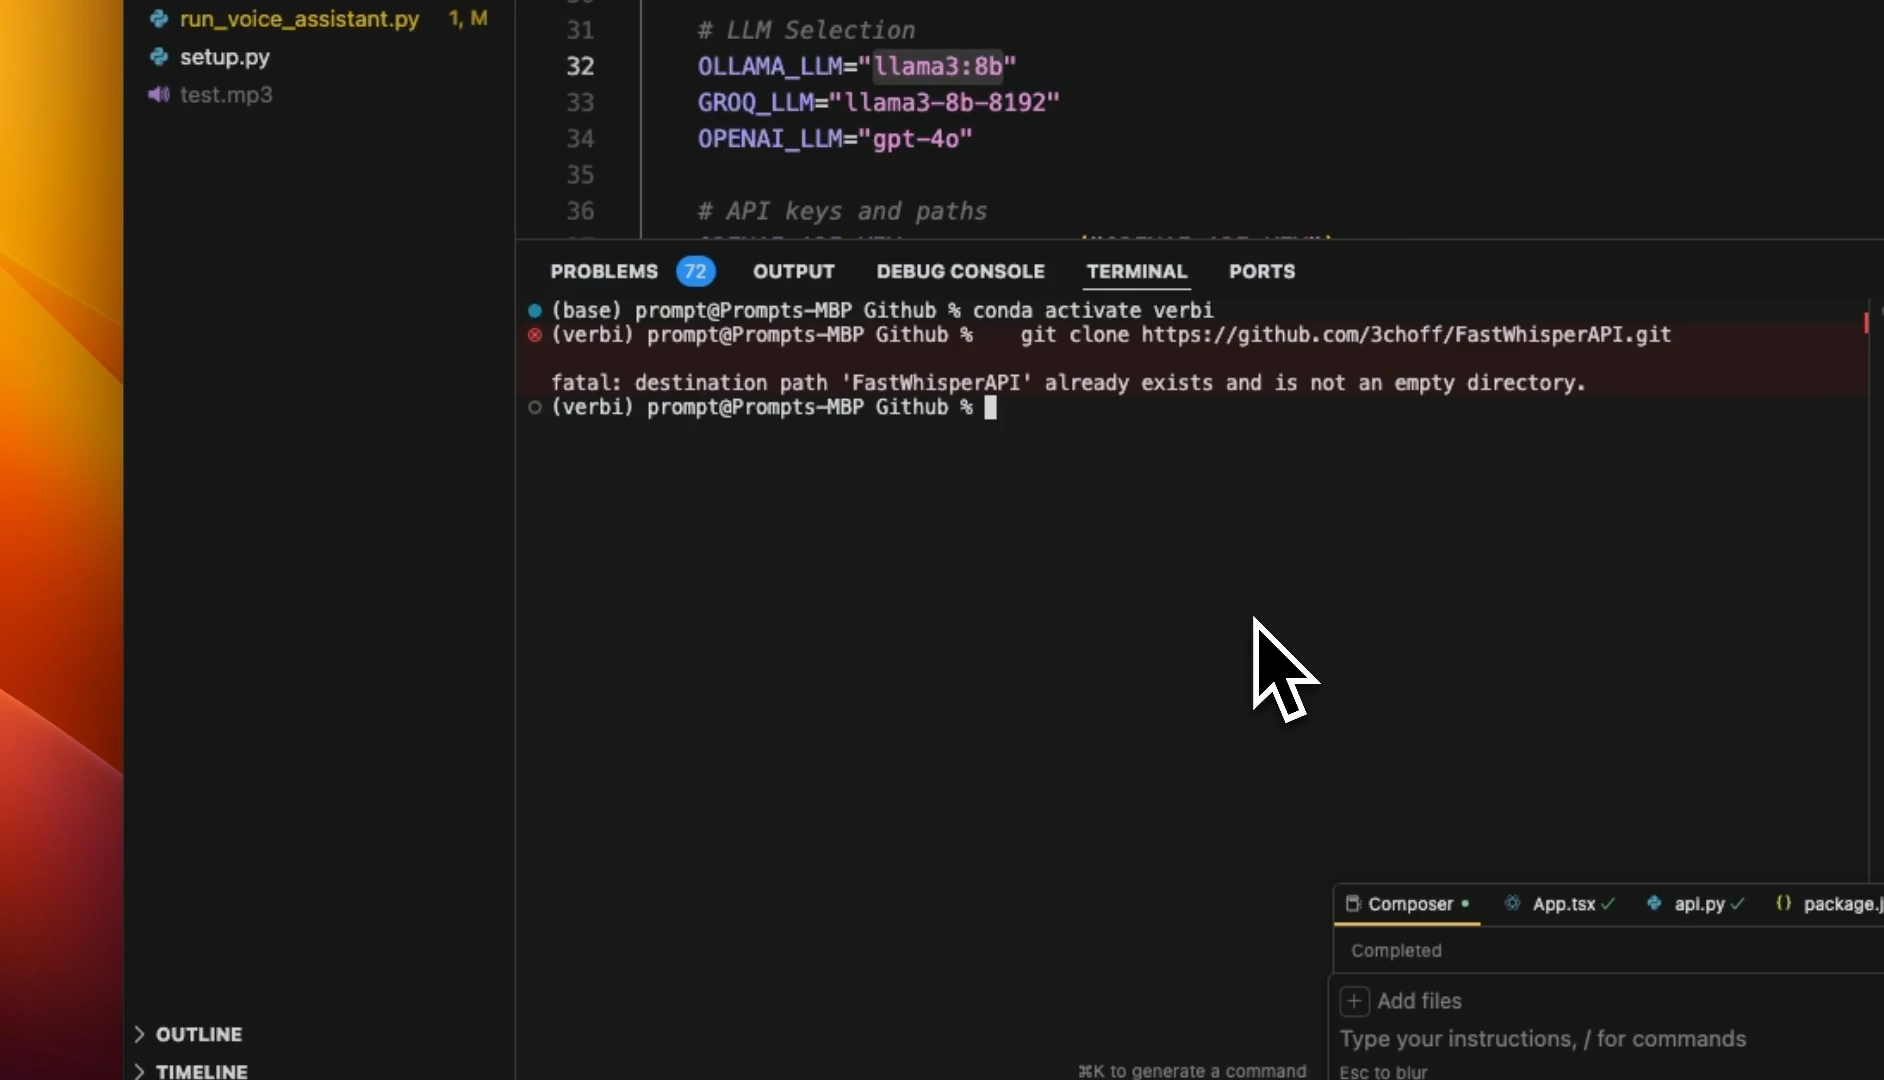 run_voice_assistant.py 1, M
setup.py
test.mp3
31 # LLM Selection
32 OLLAMA_LLM="llama3:8b"
33 GROQ_LLM="llama3-8b-8192"
34 OPENAI_LLM="gpt-4o"
35
36 # API keys and paths
PROBLEMS 72 OUTPUT DEBUG CONSOLE TERMINAL PORTS
(base) prompt@Prompts-MBP Github % conda activate verbi
(verbi) prompt@Prompts-MBP Github % git clone https://github.com/3choff/FastWhisperAPI.git
fatal: destination path 'FastWhisperAPI' already exists and is not an empty directory.
(verbi) prompt@Prompts-MBP Github %
Composer App.tsx api.py package.j
Completed
+ Add files
Type your instructions, / for commands
⌘K to generate a command Esc to blur
OUTLINE
TIMELINE